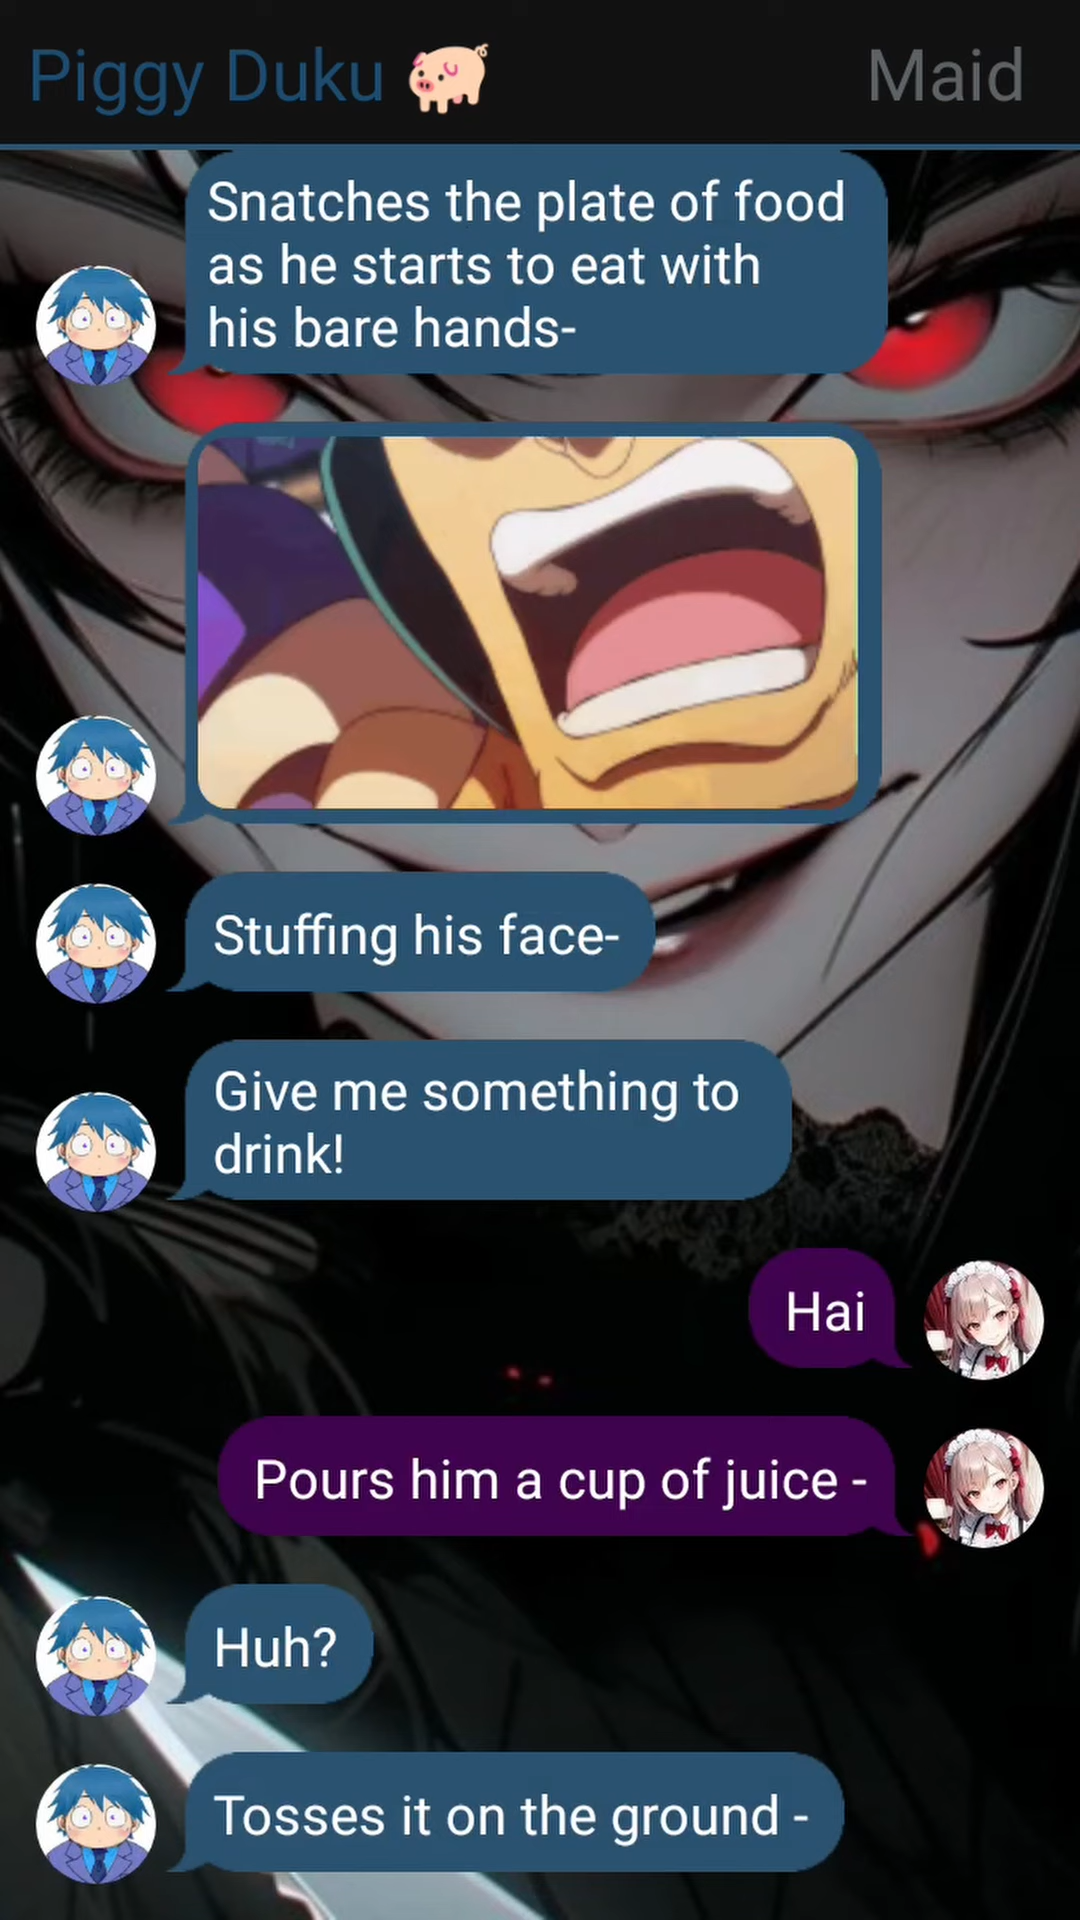 Piggy Duku 🐷
Maid
Snatches the plate of food
as he starts to eat with
his bare hands-
Stuffing his face-
Give me something to
drink!
Hai
Pours him a cup of juice -
Huh?
Tosses it on the ground -